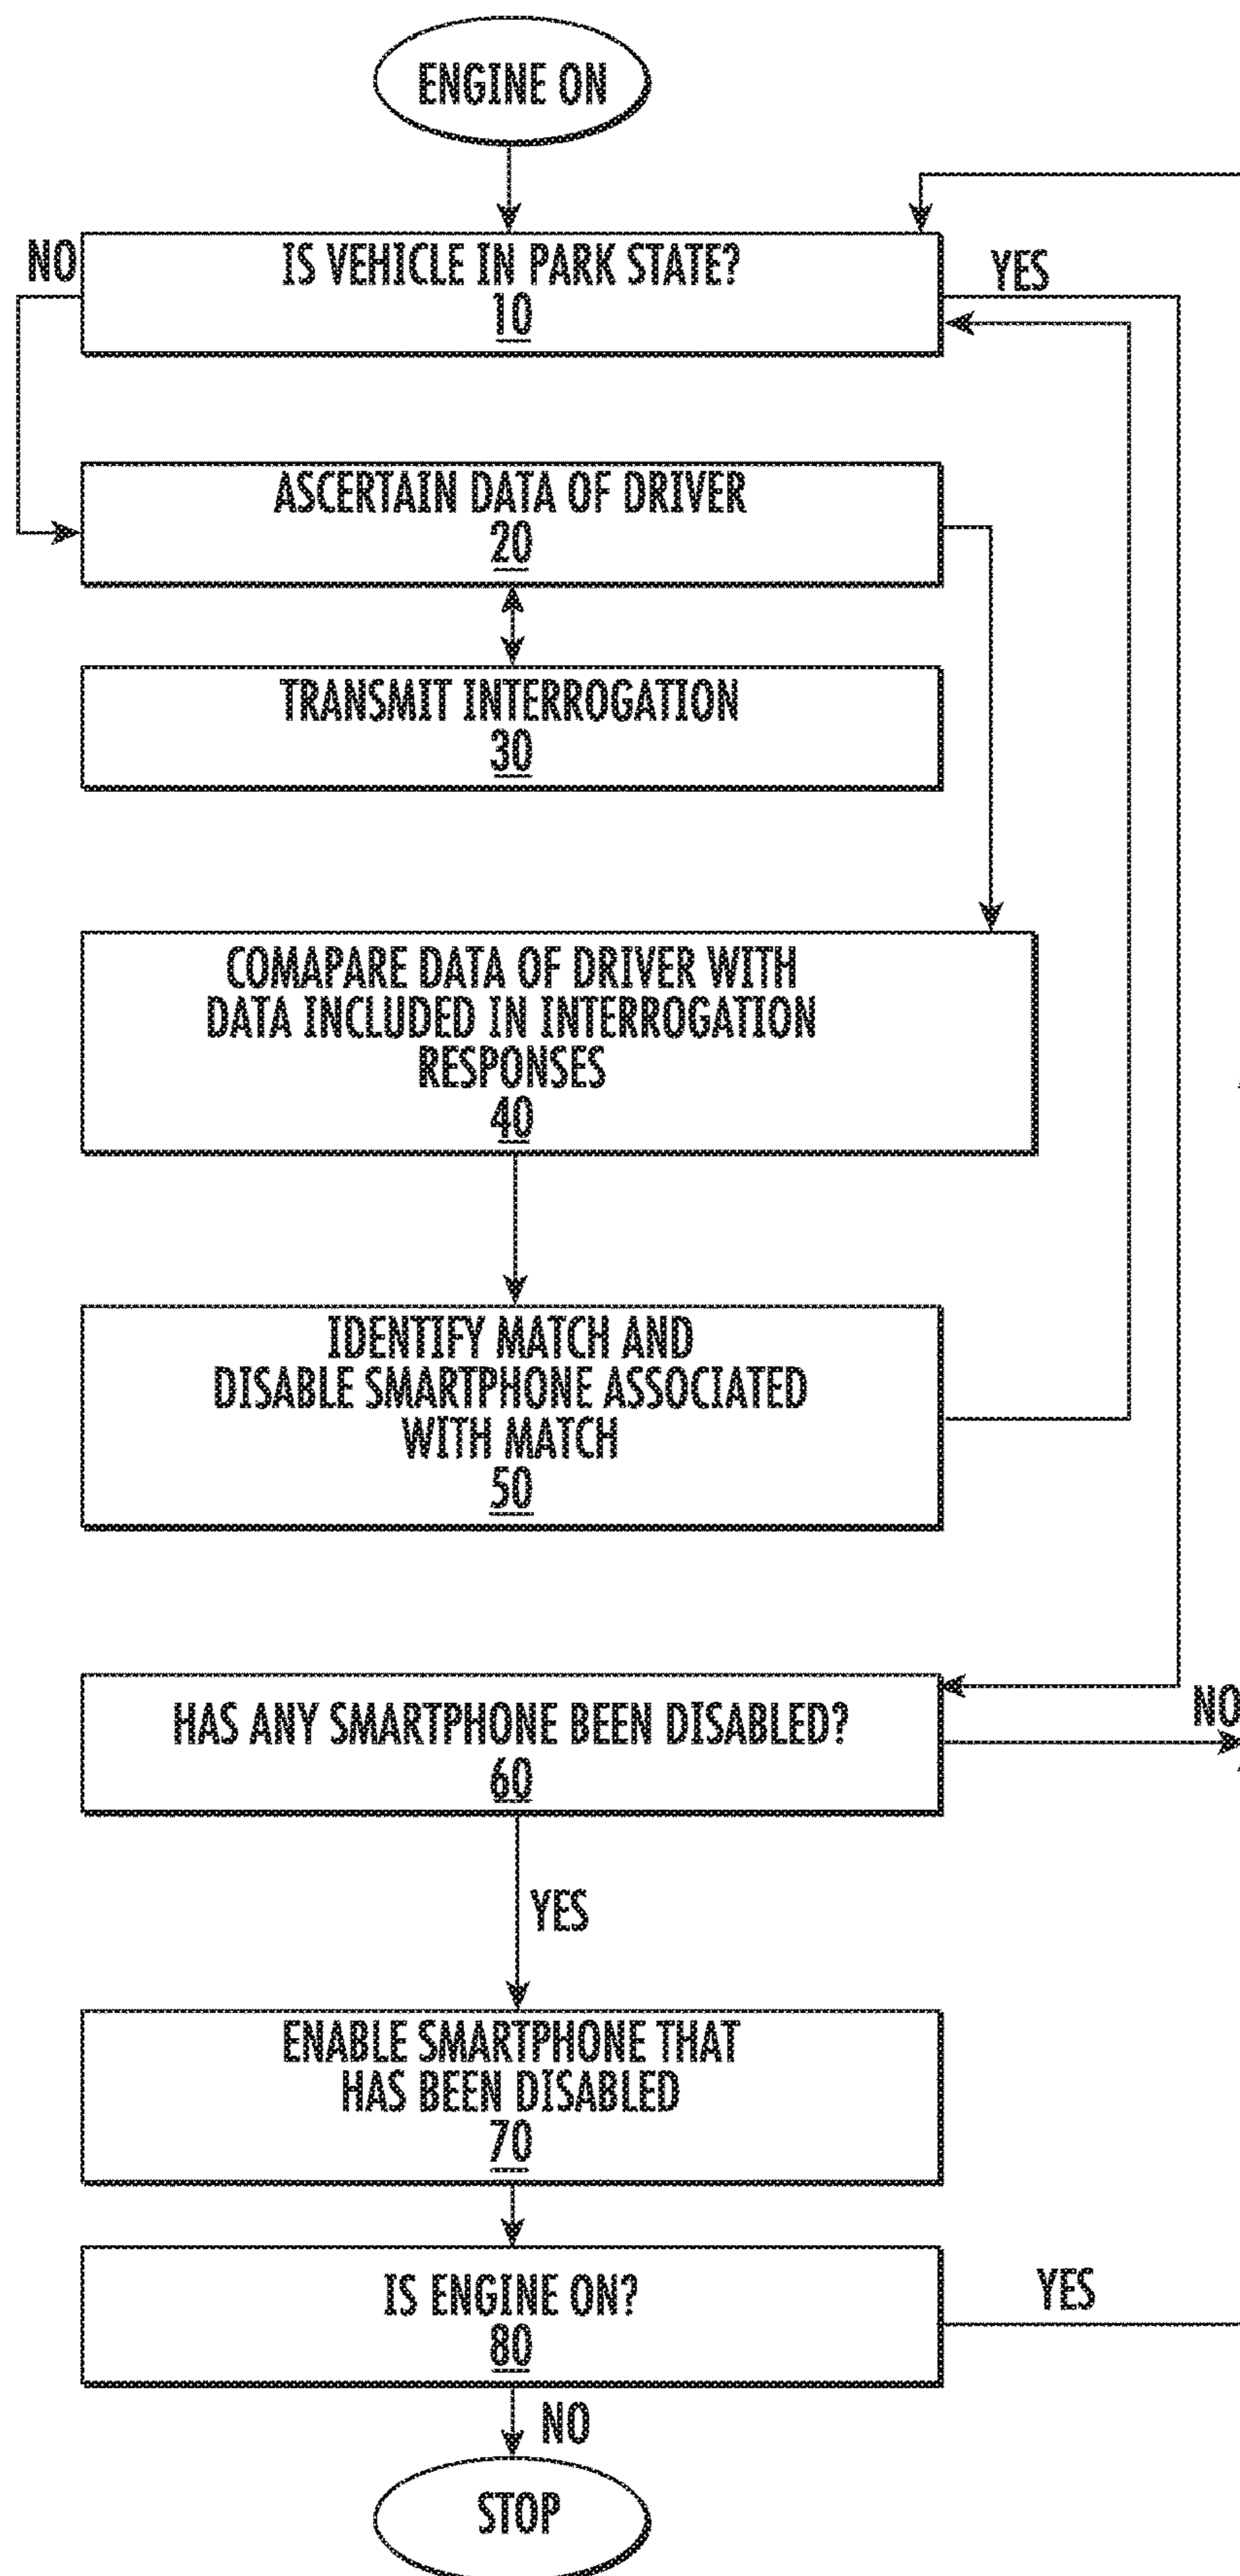 ENGINE ON
NO
IS VEHICLE IN PARK STATE?
10
YES
ASCERTAIN DATA OF DRIVER
20
TRANSMIT INTERROGATION
30
COMAPARE DATA OF DRIVER WITH
DATA INCLUDED IN INTERROGATION
RESPONSES
40
IDENTIFY MATCH AND
DISABLE SMARTPHONE ASSOCIATED
WITH MATCH
50
HAS ANY SMARTPHONE BEEN DISABLED?
60
NO
YES
ENABLE SMARTPHONE THAT
HAS BEEN DISABLED
70
IS ENGINE ON?
80
YES
NO
STOP